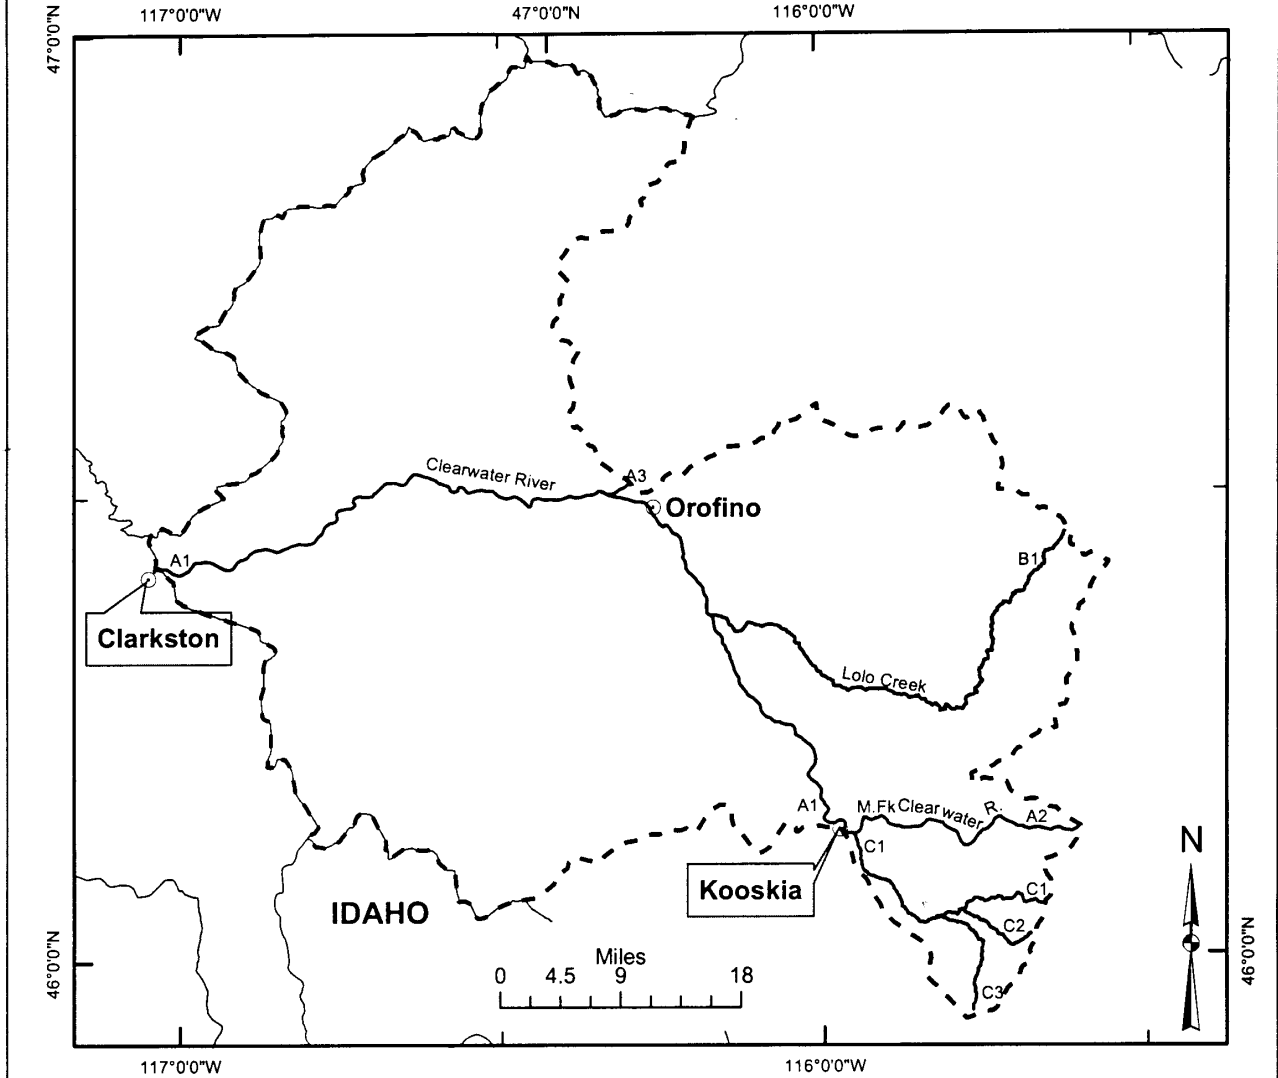 117°0'0"W
47°0'0"N
116°0'0"W
47°0'0"N
Clearwater River
A3
Orofino
A1
B1
Clarkston
Lolo Creek
A1
M.Fk Clearwater R.
A2
C1
Kooskia
C1
IDAHO
C2
N
Miles
0 4.5 9 18
C3
46°0'0"N
46°0'0"N
117°0'0"W
116°0'0"W